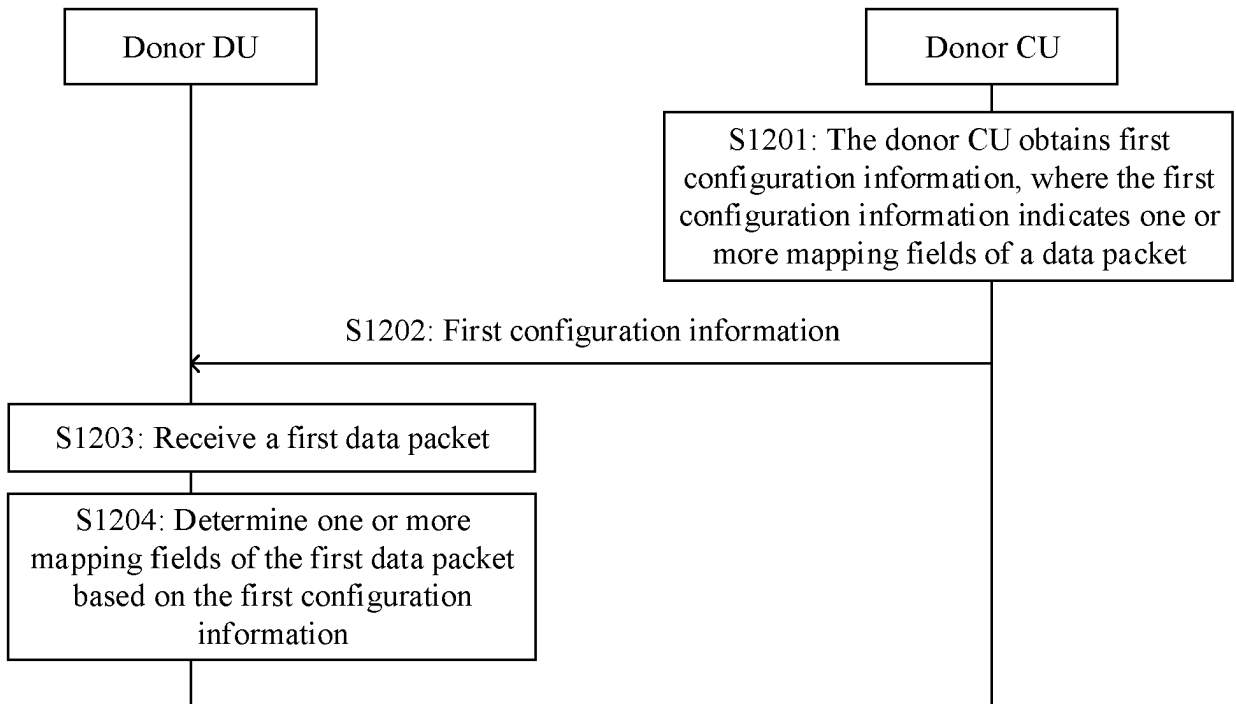 Donor DU
Donor CU
S1201: The donor CU obtains first
configuration information, where the first
configuration information indicates one or
more mapping fields of a data packet
S1202: First configuration information
S1203: Receive a first data packet
S1204: Determine one or more
mapping fields of the first data packet
based on the first configuration
information